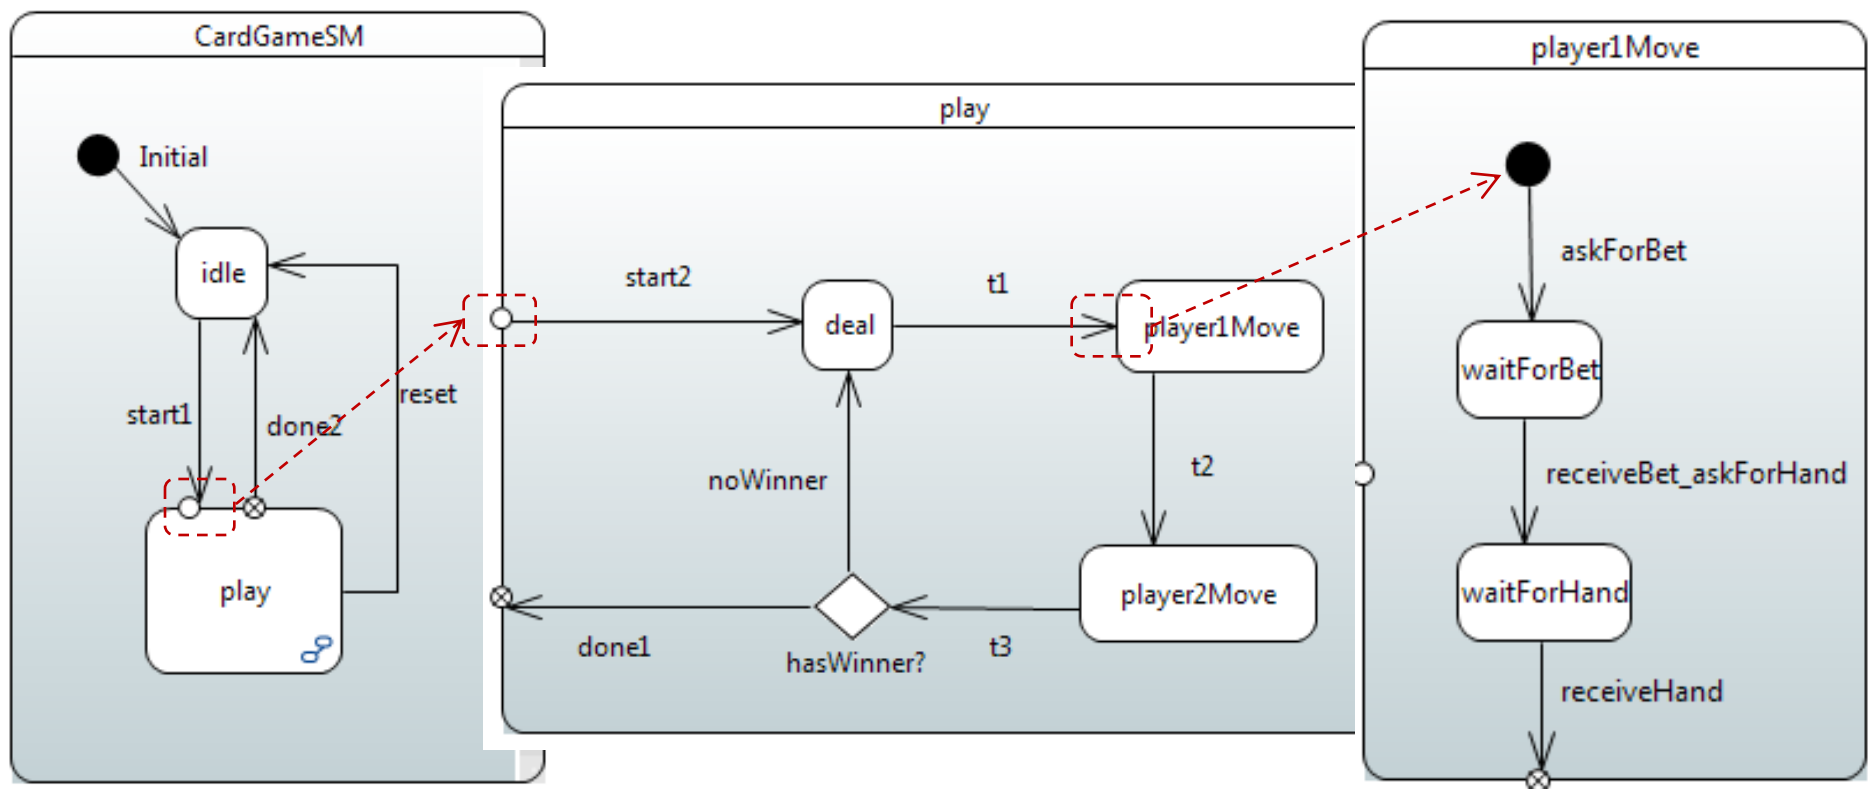 CardGameSM
Initial
idle
start1
done2
reset
play
play
start2
deal
t1
player1Move
noWinner
t2
player2Move
done1
hasWinner?
t3
player1Move
askForBet
waitForBet
receiveBet_askForHand
waitForHand
receiveHand